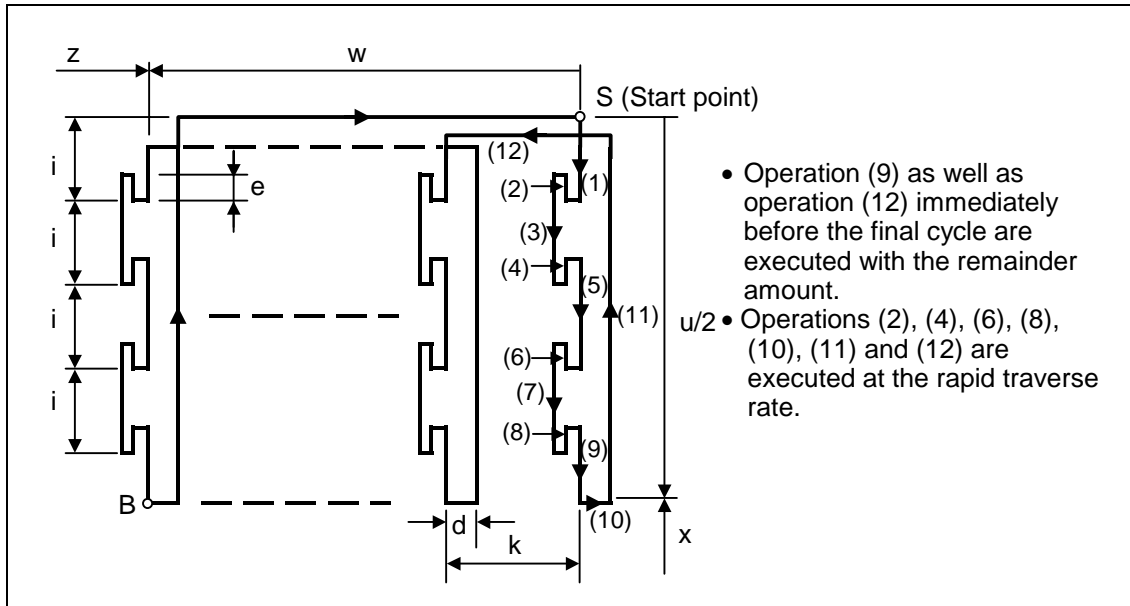 z
w
S (Start point)
i
e
(12)
(1)
(2)
i
(3)
(4)
(5)
i
(11)
u/2
(6)
(7)
i
(8)
(9)
B
(10)
d
k
x
• Operation (9) as well as
operation (12) immediately
before the final cycle are
executed with the remainder
amount.
• Operations (2), (4), (6), (8),
(10), (11) and (12) are
executed at the rapid traverse
rate.